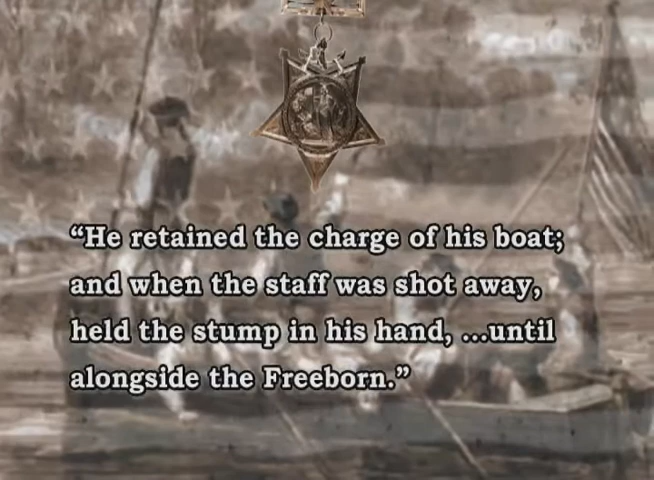 “He retained the charge of his boat;
and when the staff was shot away,
held the stump in his hand, ...until
alongside the Freeborn.”